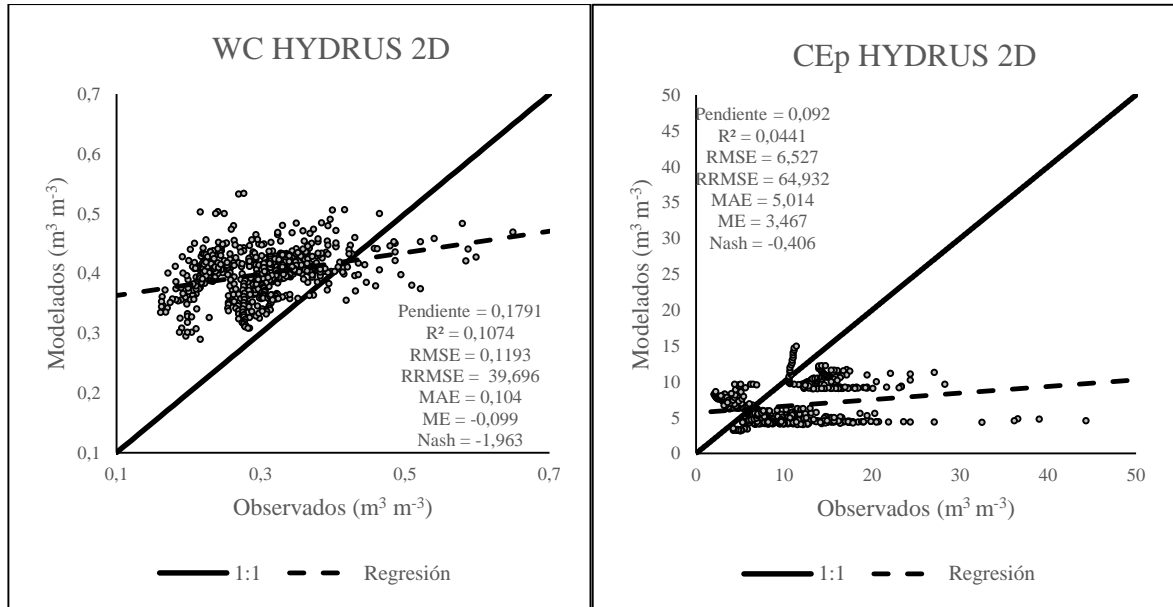 WC HYDRUS 2D
0,7
0,6
0,5
0,4
0,3
0,2
0,1
Modelados (m³ m⁻³)
Pendiente = 0,1791
R² = 0,1074
RMSE = 0,1193
RRMSE = 39,696
MAE = 0,104
ME = -0,099
Nash = -1,963
0,1 0,3 0,5 0,7
Observados (m³ m⁻³)
1:1 Regresión
CEp HYDRUS 2D
50
45
40
35
30
25
20
15
10
5
0
Modelados (m³ m⁻³)
Pendiente = 0,092
R² = 0,0441
RMSE = 6,527
RRMSE = 64,932
MAE = 5,014
ME = 3,467
Nash = -0,406
0 10 20 30 40 50
Observados (m³ m⁻³)
1:1 Regresión